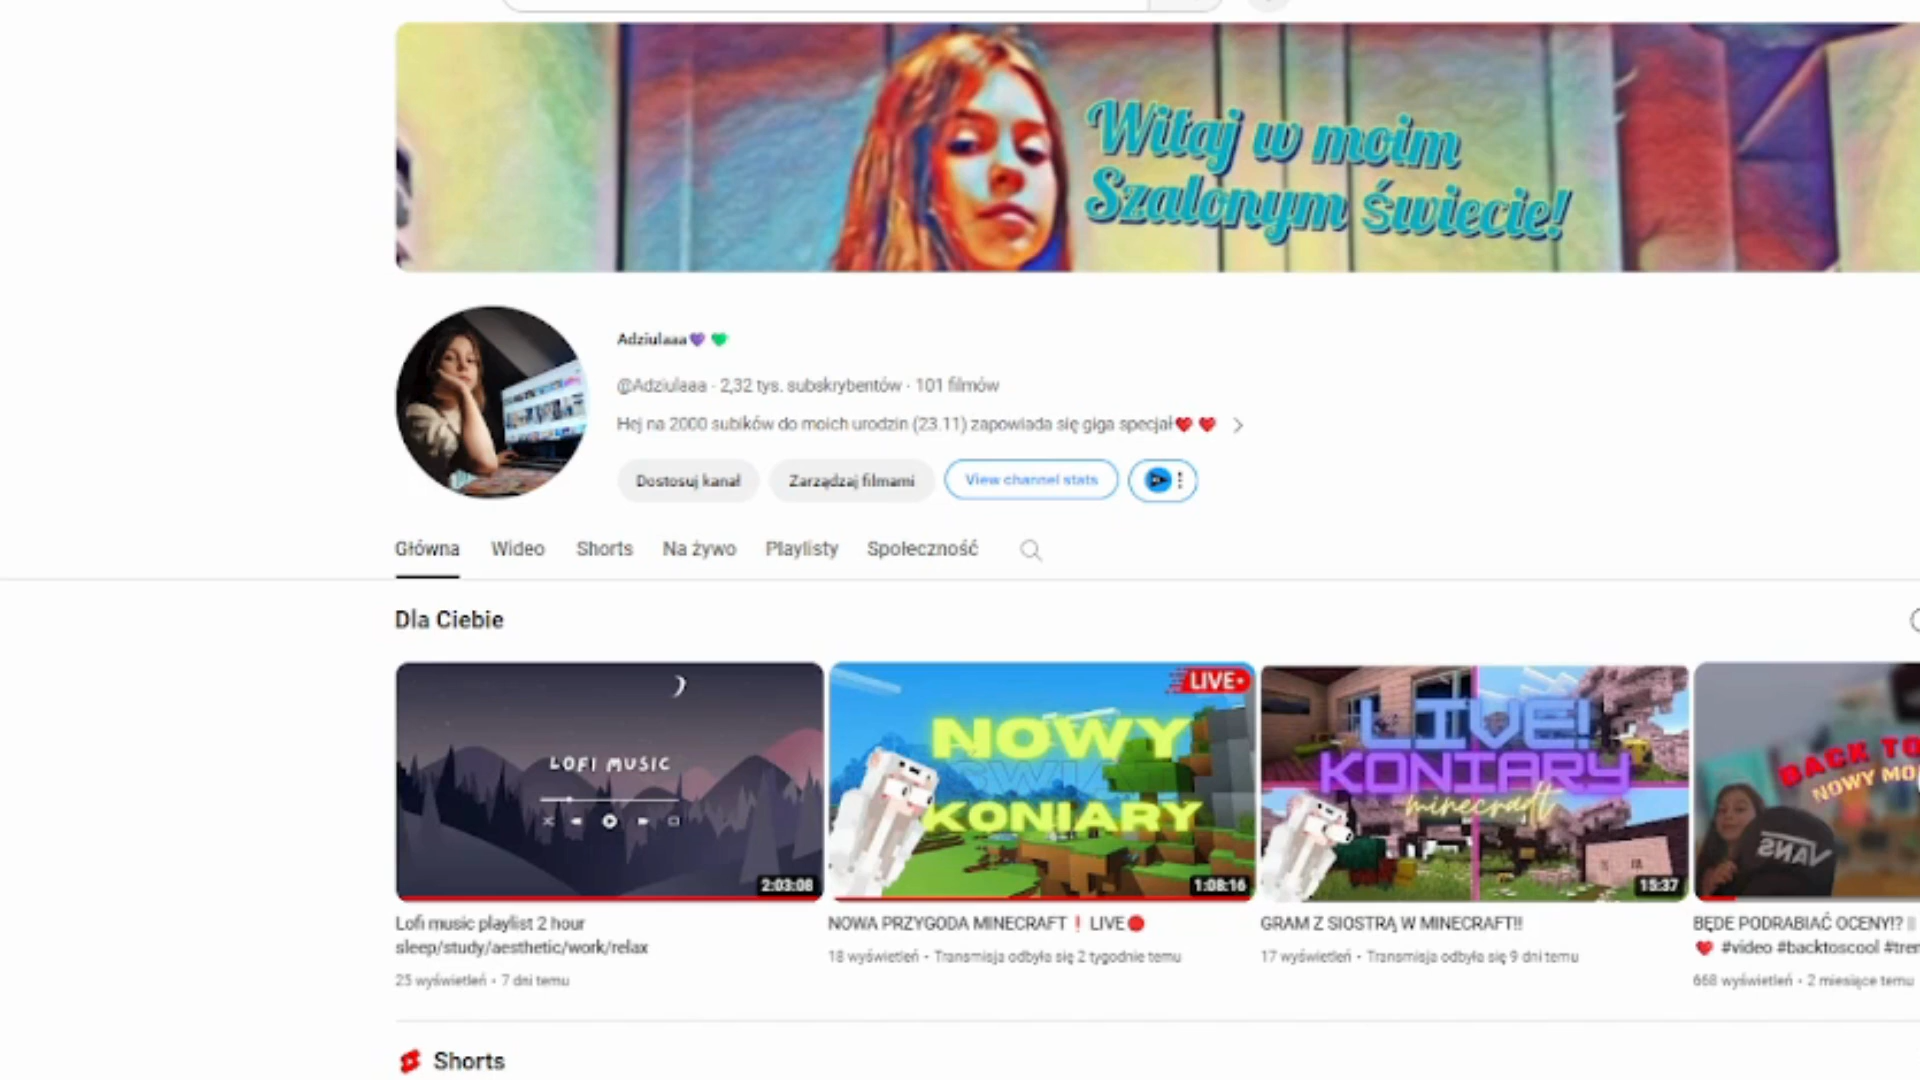 Witaj w moim
Szalonym świecie!
Adziulaaa
@Adziulaaa · 2,32 tys. subskrybentów · 101 filmów
Hej na 2000 subików do moich urodzin (23.11) zapowiada się giga specjał
Dostosuj kanał
Zarządzaj filmami
View channel stats
Główna
Wideo
Shorts
Na żywo
Playlisty
Społeczność
Dla Ciebie
LOFI MUSIC
2:03:08
LIVE
NOWY
ŚWIAT
KONIARY
1:08:16
LIVE!
KONIARY
minecradt
15:37
BACK TO
NOWY MO
VANS
Lofi music playlist 2 hour
sleep/study/aesthetic/work/relax
25 wyświetleń • 7 dni temu
NOWA PRZYGODA MINECRAFT❗ LIVE🔴
18 wyświetleń • Transmisja odbyła się 2 tygodnie temu
GRAM Z SIOSTRĄ W MINECRAFT!!
17 wyświetleń • Transmisja odbyła się 9 dni temu
BĘDE PODRABIAĆ OCENY!?
#video #backtoscool #tren
668 wyświetleń • 2 miesiące temu
Shorts